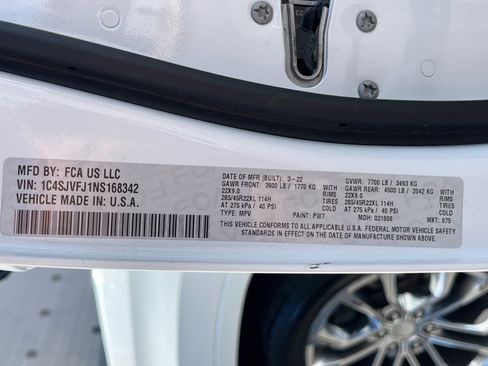 C2
MFD BY: FCA US LLC
VIN: 1C4SJVFJ1NS168342
VEHICLE MADE IN: U.S.A.
DATE OF MFR (BUILT): 3-22 GVWR: 7700 LB / 3493 KG
GAWR FRONT: 3900 LB / 1770 KG WITH GAWR REAR: 4500 LB / 2042 KG WITH
22X9.0 RIMS 22X9.0 RIMS
285/45R22XL 114H TIRES 285/45R22XL 114H TIRES
AT 275 kPa / 40 PSI COLD AT 275 kPa / 40 PSI COLD
TYPE: MPV PAINT: PW7 MDH: 021808 MKT: 875
THIS VEHICLE CONFORMS TO ALL APPLICABLE U.S.A. FEDERAL MOTOR VEHICLE SAFETY
STANDARDS IN EFFECT ON THE DATE OF MANUFACTURE SHOWN ABOVE.